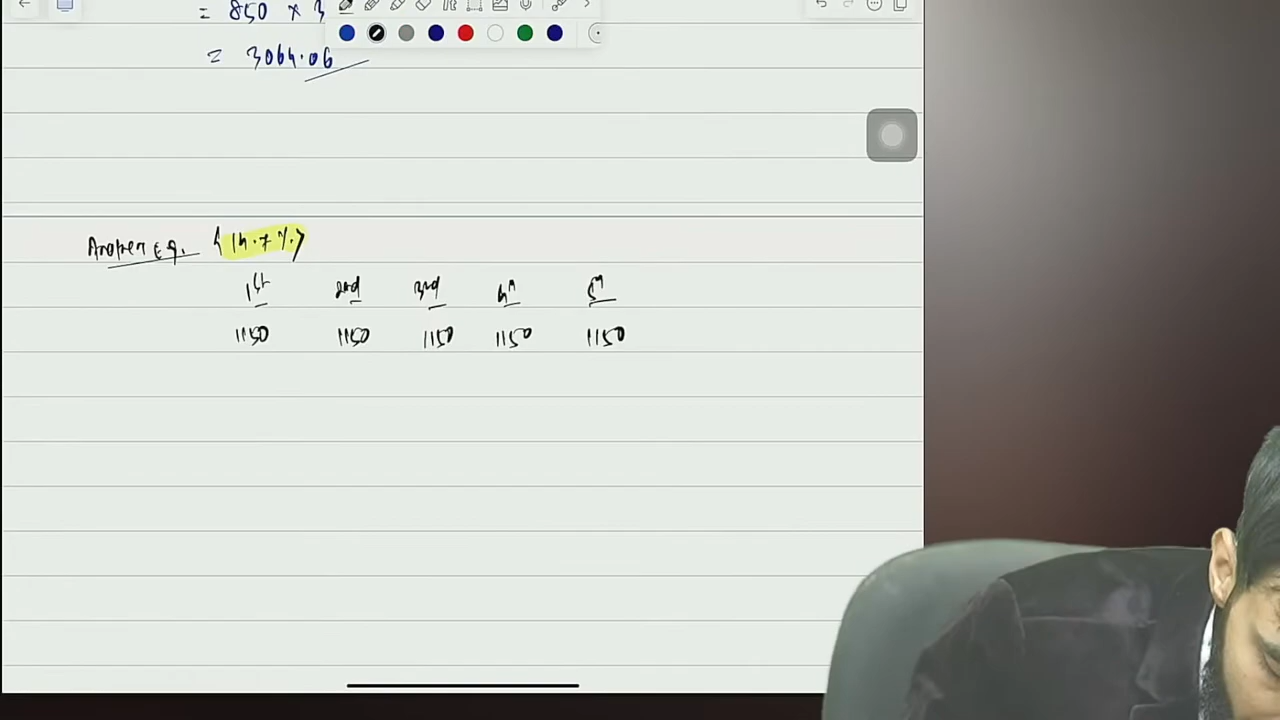 = 850 × 3
= 3064.06
Another Eg. {14.7%}
1st 2nd 3rd 4th 5th
1150 1150 1150 1150 1150